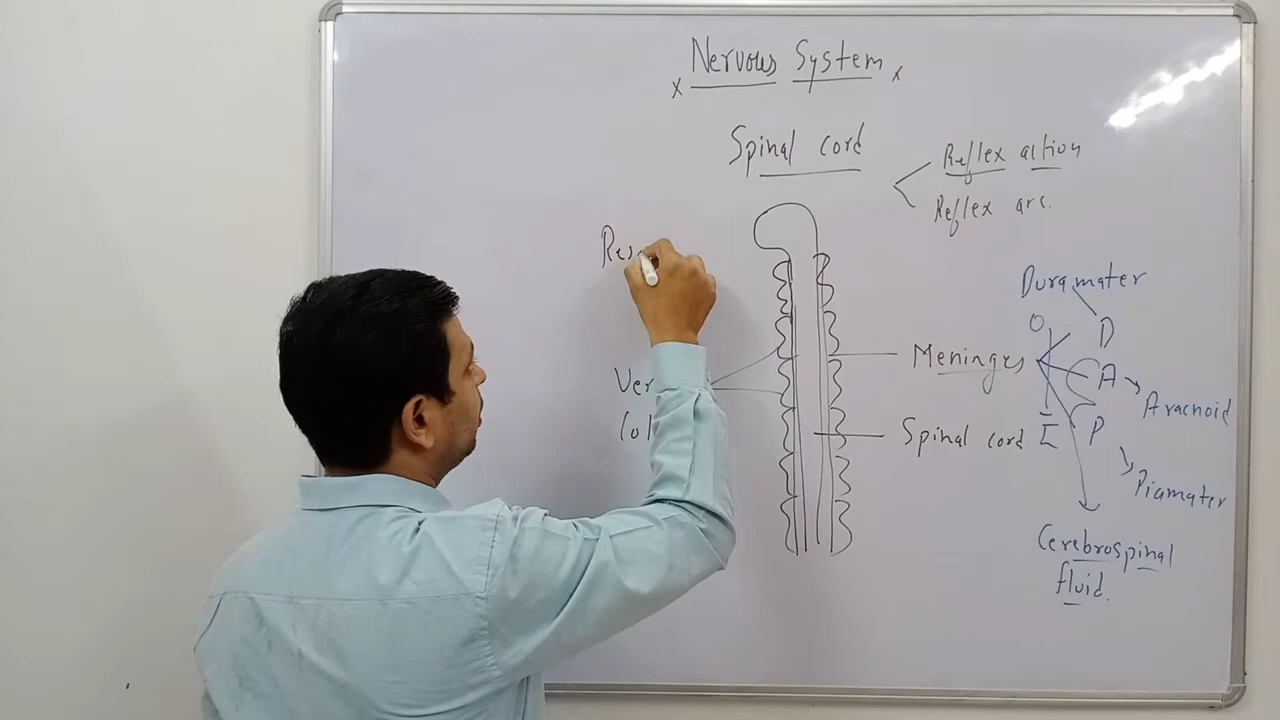 x Nervous System x
Spinal cord
Reflex action
Reflex arc.
Duramater
O
D
Meninges
A
Aracnoid
Spinal cord
I
P
Piamater
Cerebrospinal
fluid.